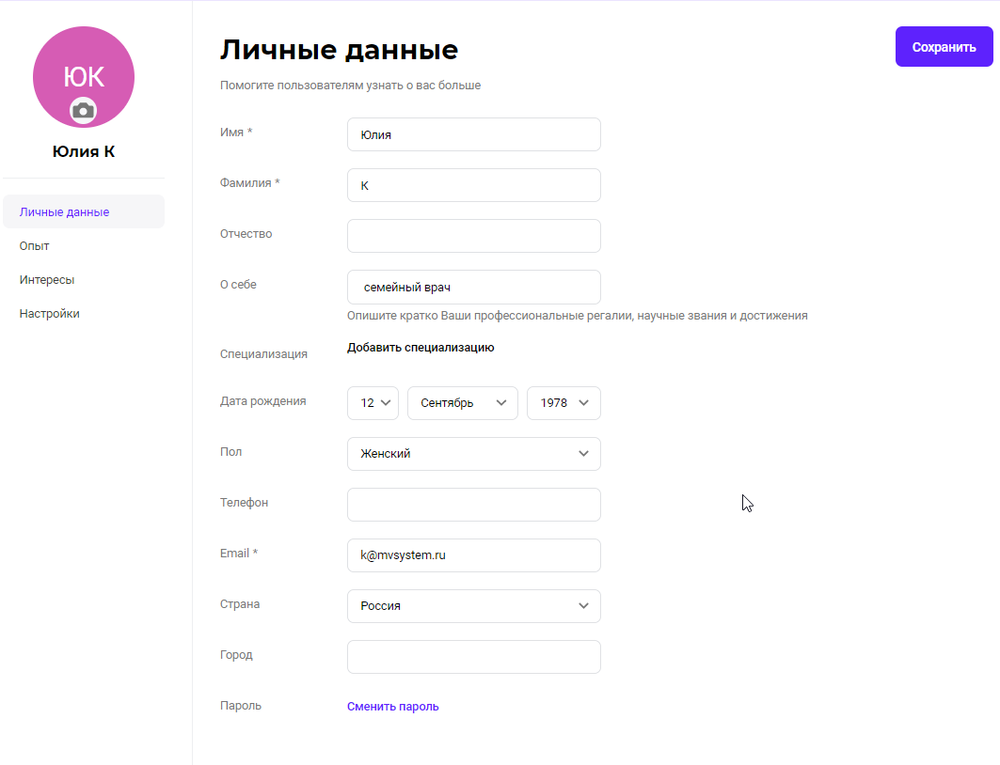 ЮК
Юлия К
Личные данные
Опыт
Интересы
Настройки
Личные данные
Сохранить
Помогите пользователям узнать о вас больше
Имя * Юлия
Фамилия * К
Отчество
О себе семейный врач
Опишите кратко Ваши профессиональные регалии, научные звания и достижения
Специализация Добавить специализацию
Дата рождения 12 Сентябрь 1978
Пол Женский
Телефон
Email * k@mvsystem.ru
Страна Россия
Город
Пароль Сменить пароль